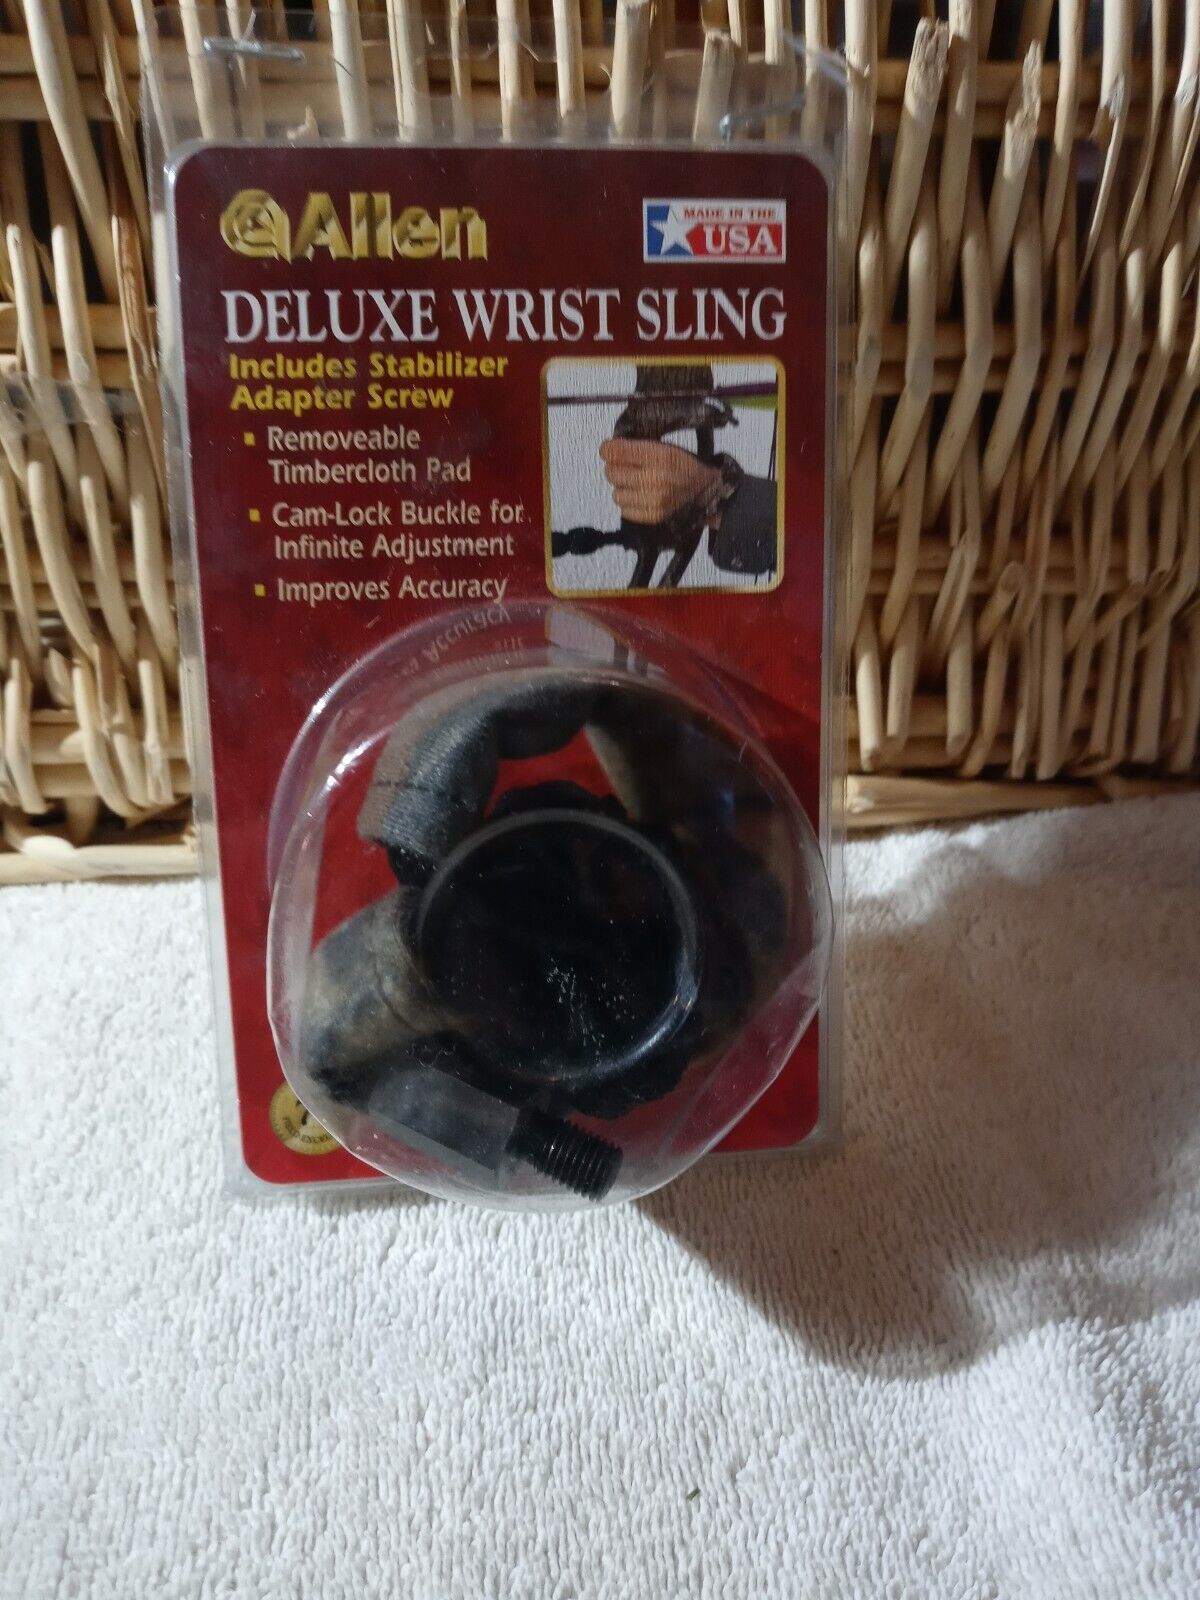 Allen
MADE IN THE
USA
DELUXE WRIST SLING
Includes Stabilizer
Adapter Screw
▪ Removeable
Timbercloth Pad
▪ Cam-Lock Buckle for
Infinite Adjustment
▪ Improves Accuracy
FIELD